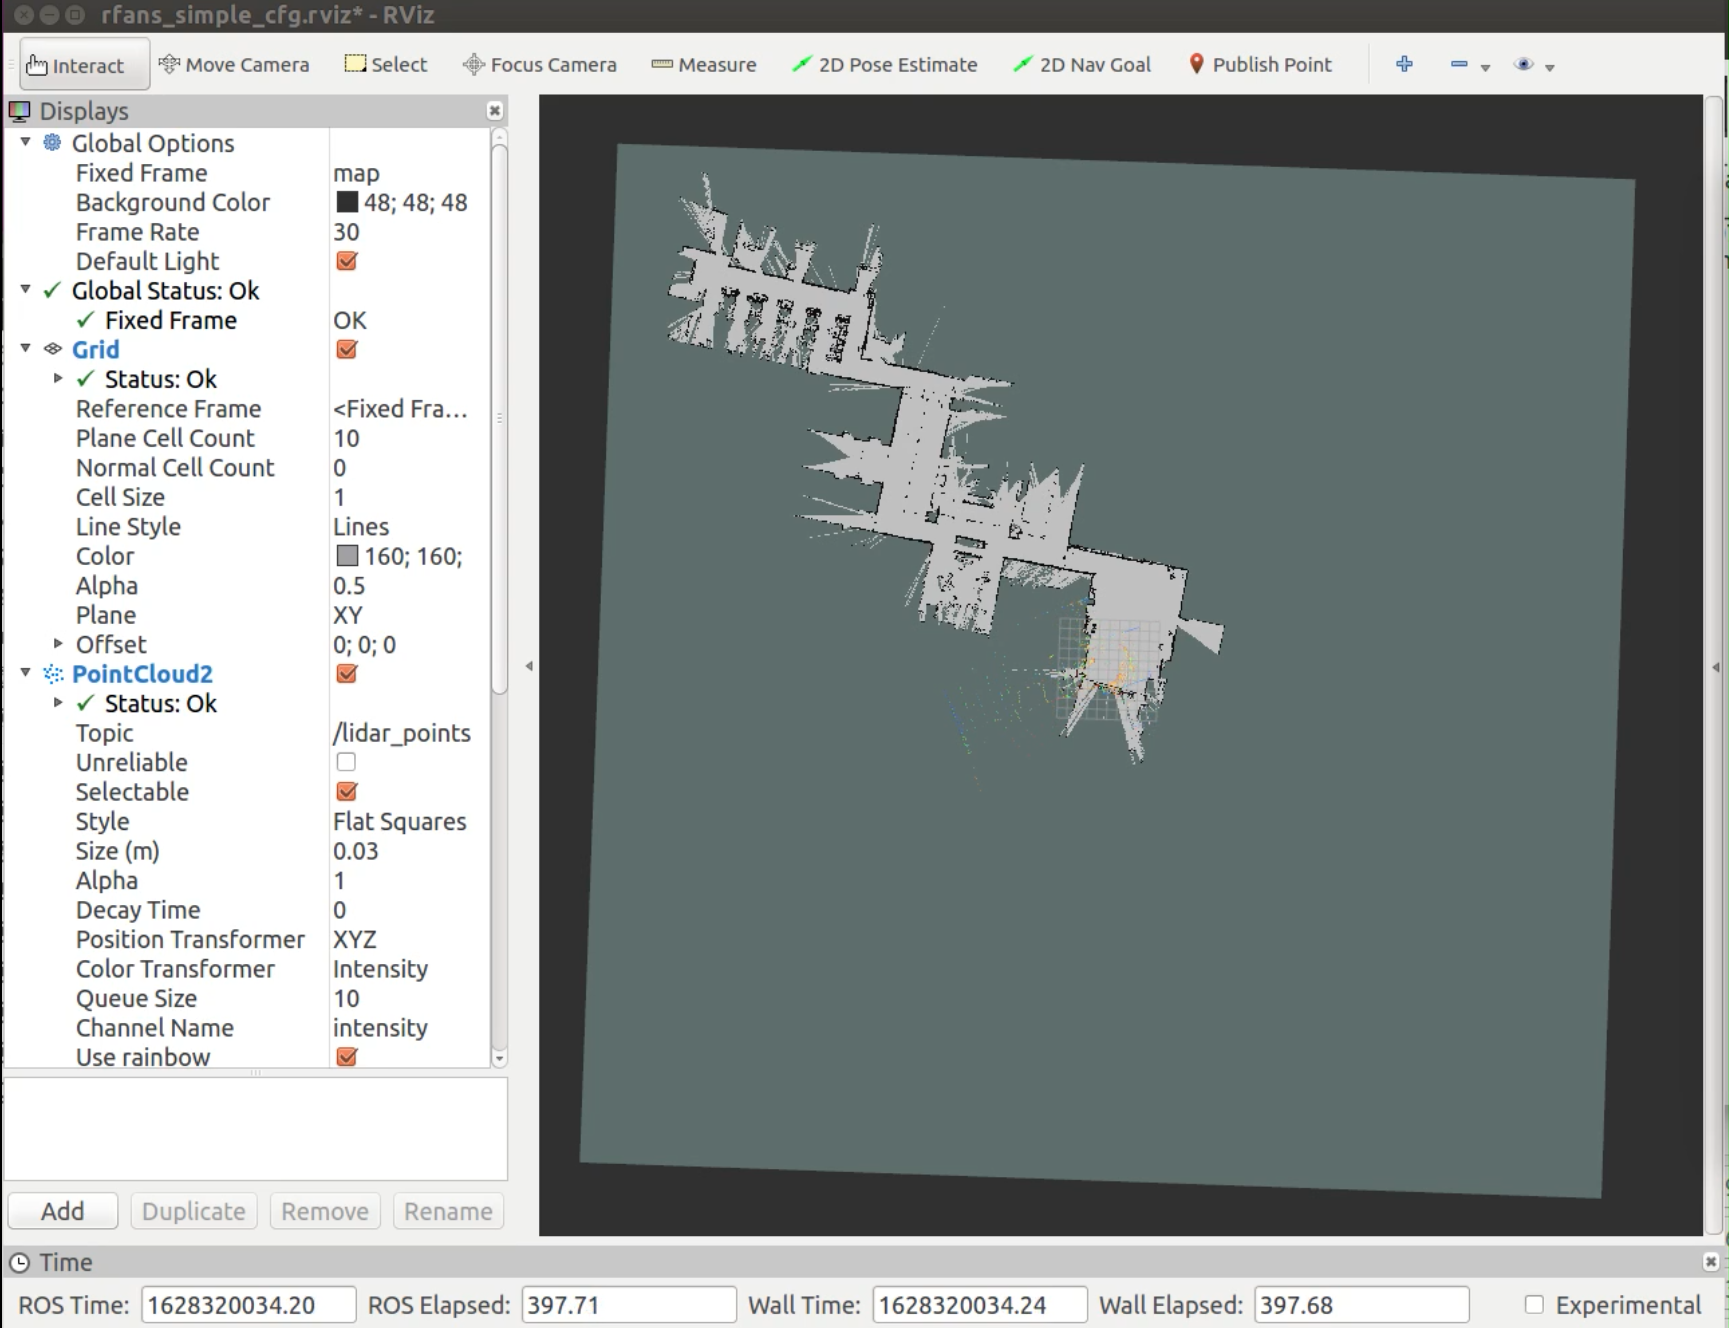 rfans_simple_cfg.rviz* - RViz
Interact Move Camera Select Focus Camera Measure 2D Pose Estimate 2D Nav Goal Publish Point
Displays
Global Options
Fixed Frame map
Background Color 48; 48; 48
Frame Rate 30
Default Light
Global Status: Ok
Fixed Frame OK
Grid
Status: Ok
Reference Frame <Fixed Fra...
Plane Cell Count 10
Normal Cell Count 0
Cell Size 1
Line Style Lines
Color 160; 160;
Alpha 0.5
Plane XY
Offset 0; 0; 0
PointCloud2
Status: Ok
Topic /lidar_points
Unreliable
Selectable
Style Flat Squares
Size (m) 0.03
Alpha 1
Decay Time 0
Position Transformer XYZ
Color Transformer Intensity
Queue Size 10
Channel Name intensity
Use rainbow
Add Duplicate Remove Rename
Time
ROS Time: 1628320034.20 ROS Elapsed: 397.71 Wall Time: 1628320034.24 Wall Elapsed: 397.68 Experimental